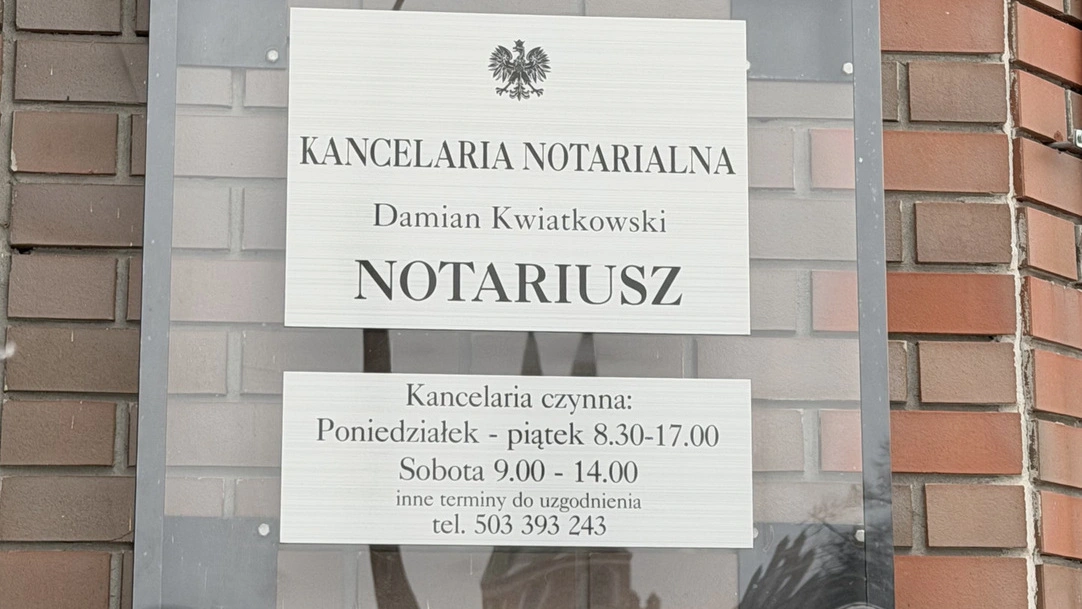 KANCELARIA NOTARIALNA
Damian Kwiatkowski
NOTARIUSZ
Kancelaria czynna:
Poniedziałek - piątek 8.30-17.00
Sobota 9.00 - 14.00
inne terminy do uzgodnienia
tel. 503 393 243